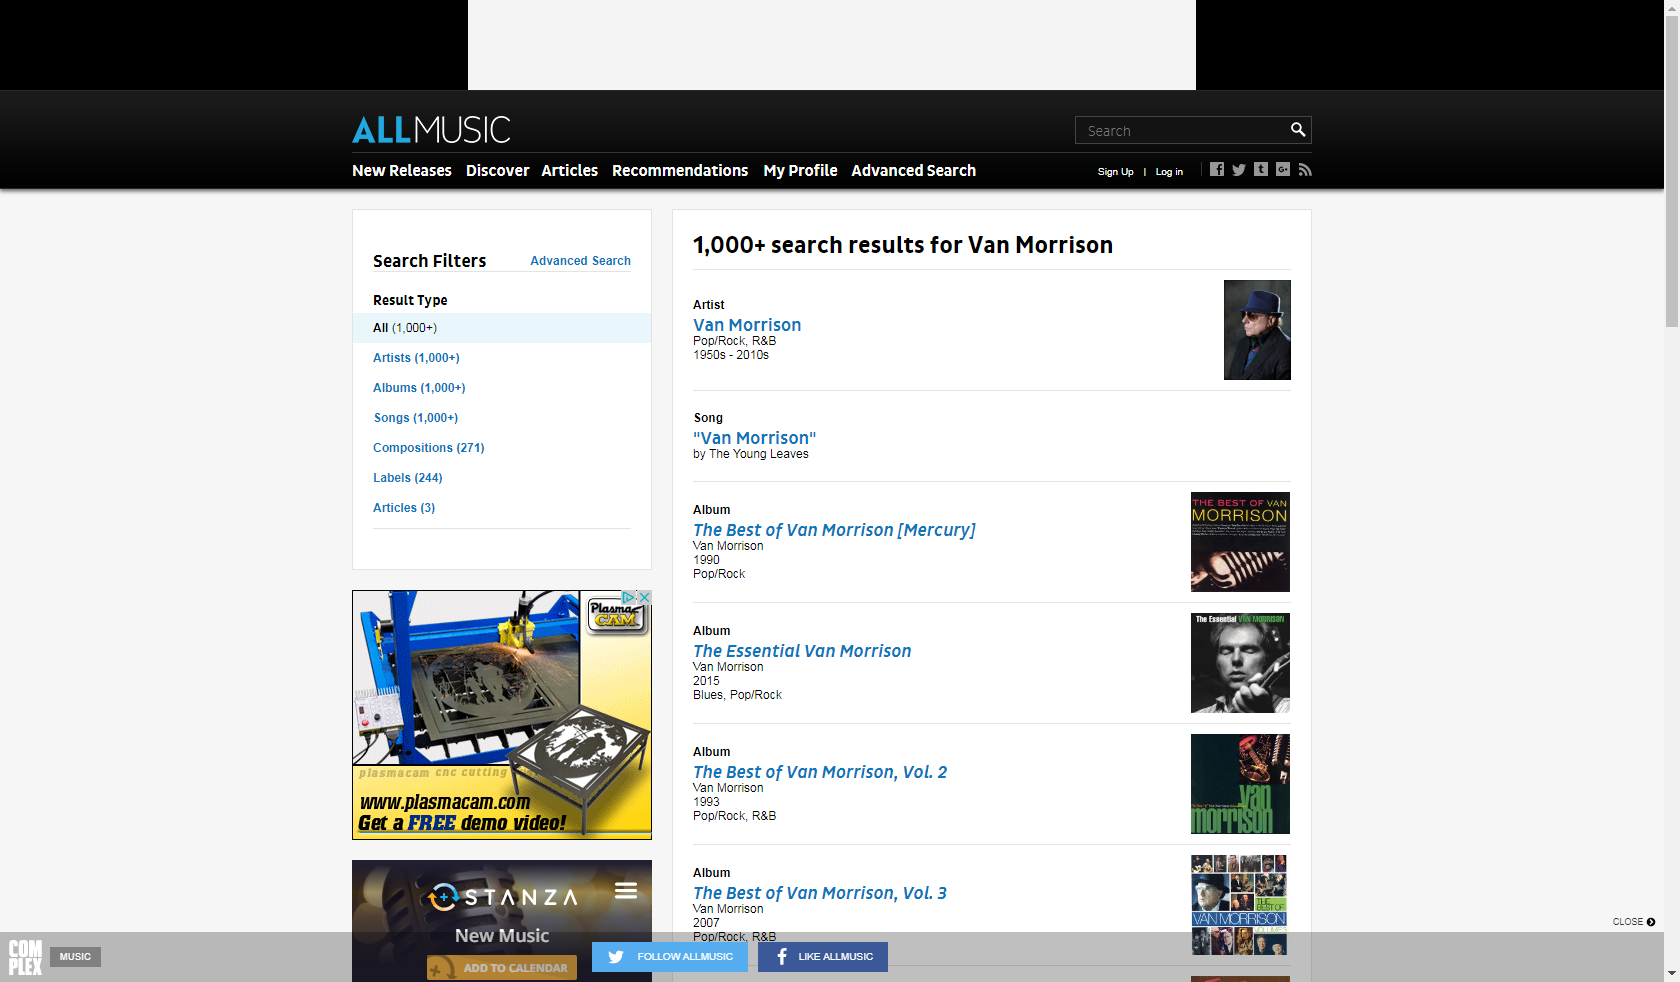 ALLMUSIC
Search
New Releases Discover Articles Recommendations My Profile Advanced Search
Sign Up | Log in
Search Filters
Advanced Search
Result Type
All (1,000+)
Artists (1,000+)
Albums (1,000+)
Songs (1,000+)
Compositions (271)
Labels (244)
Articles (3)
Plasma CAM
plasmacam cnc cutting
www.plasmacam.com
Get a FREE demo video!
STANZA
New Music
ADD TO CALENDAR
1,000+ search results for Van Morrison
Artist
Van Morrison
Pop/Rock, R&B
1950s - 2010s
Song
"Van Morrison"
by The Young Leaves
Album
The Best of Van Morrison [Mercury]
Van Morrison
1990
Pop/Rock
THE BEST OF VAN
MORRISON
Album
The Essential Van Morrison
Van Morrison
2015
Blues, Pop/Rock
The Essential VAN MORRISON
Album
The Best of Van Morrison, Vol. 2
Van Morrison
1993
Pop/Rock, R&B
van
morrison
Album
The Best of Van Morrison, Vol. 3
Van Morrison
2007
Pop/Rock, R&B
THE
BEST OF
VAN MORRISON
CLOSE
COM
PLEX
MUSIC
FOLLOW ALLMUSIC
LIKE ALLMUSIC